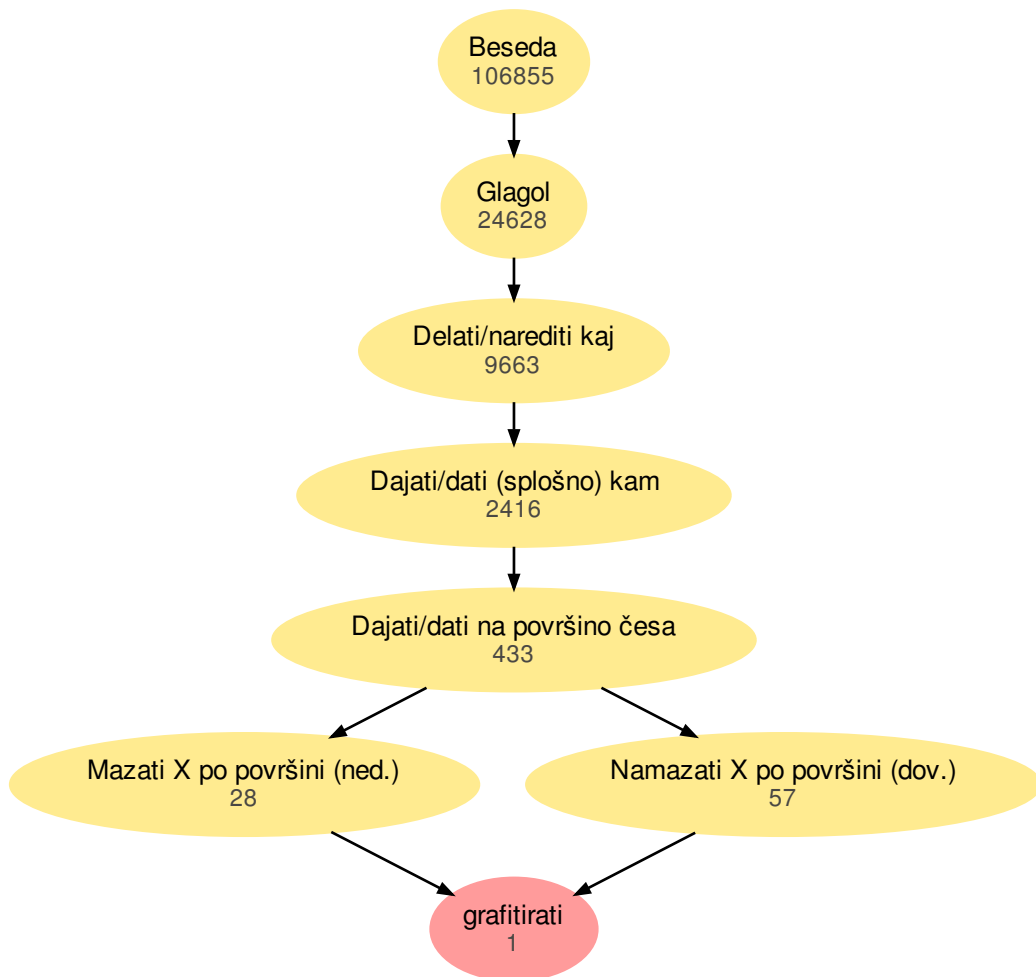 Beseda
106855
Glagol
24628
Delati/narediti kaj
9663
Dajati/dati (splošno) kam
2416
Dajati/dati na površino česa
433
Mazati X po površini (ned.)
28
Namazati X po površini (dov.)
57
grafitirati
1